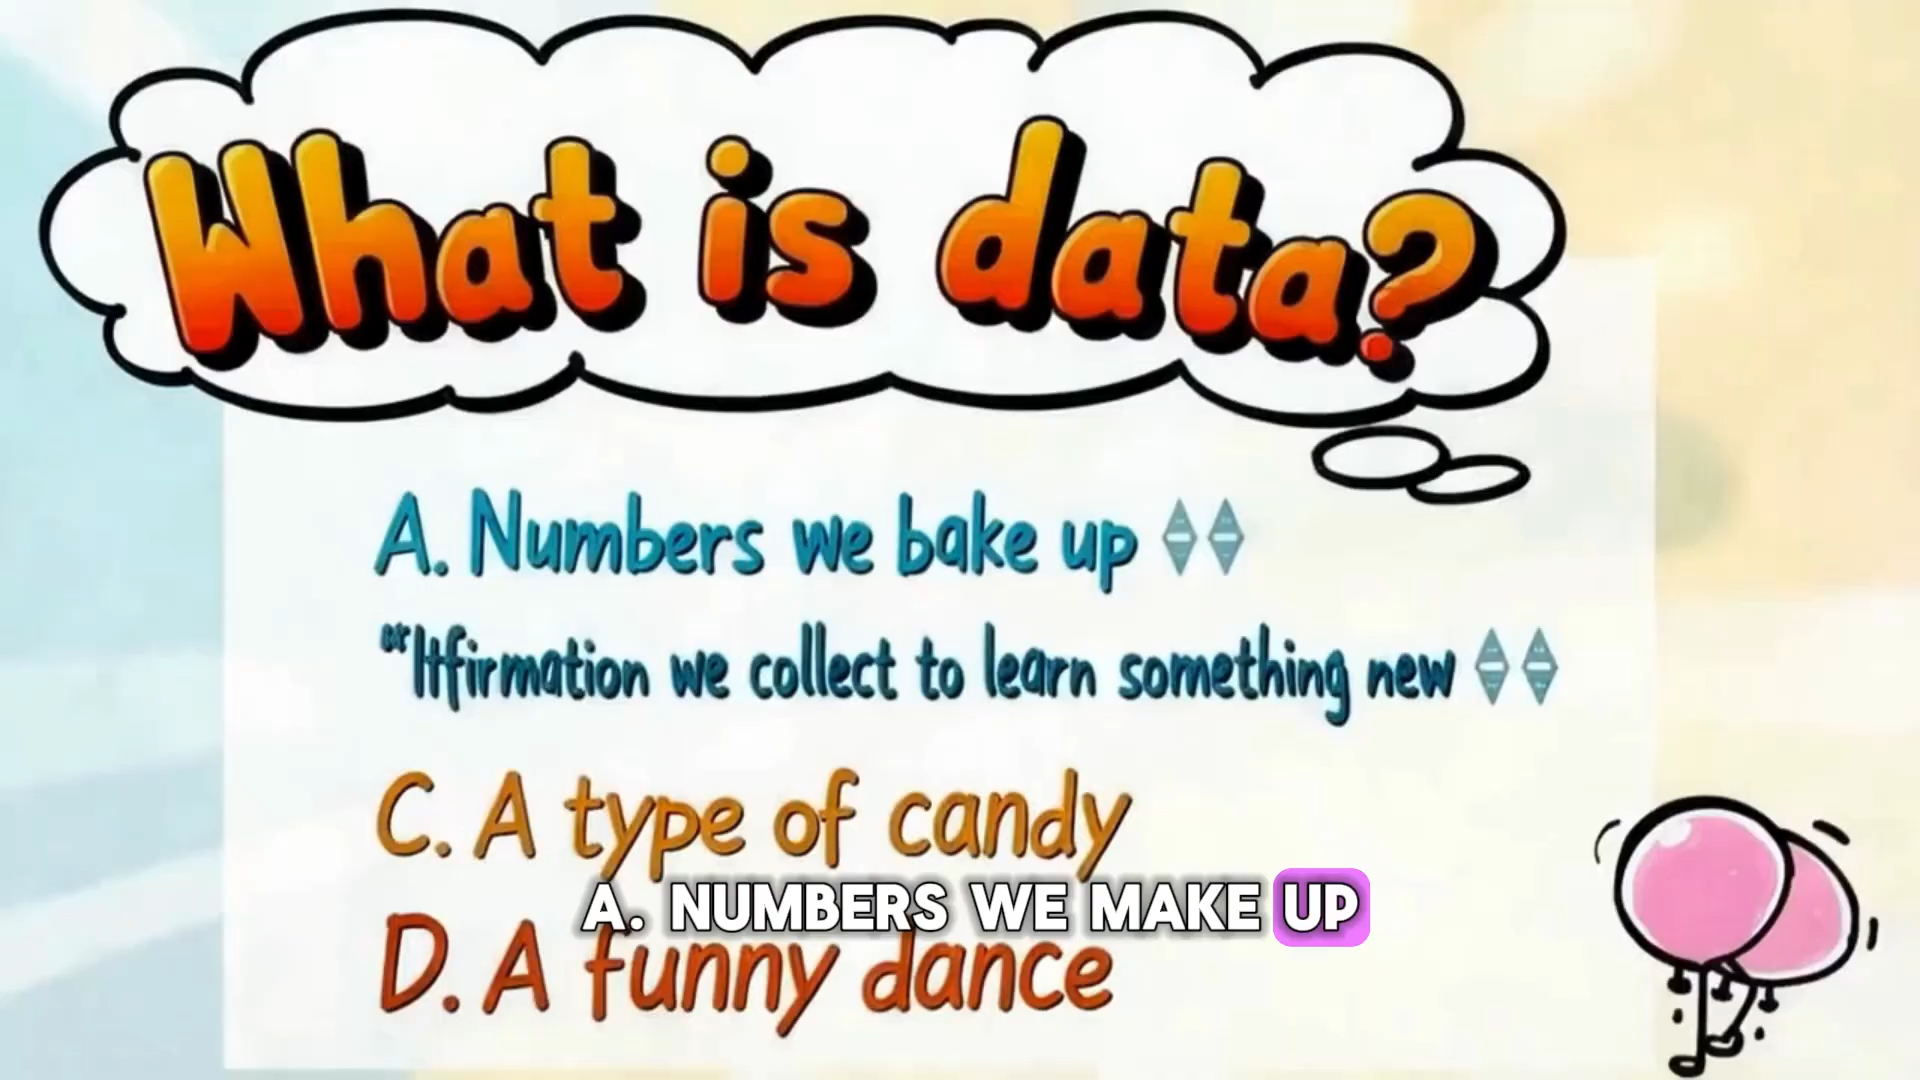 What is data?
A. Numbers we bake up
"Itfirmation we collect to learn something new
C. A type of candy
A. NUMBERS WE MAKE UP
D. A funny dance